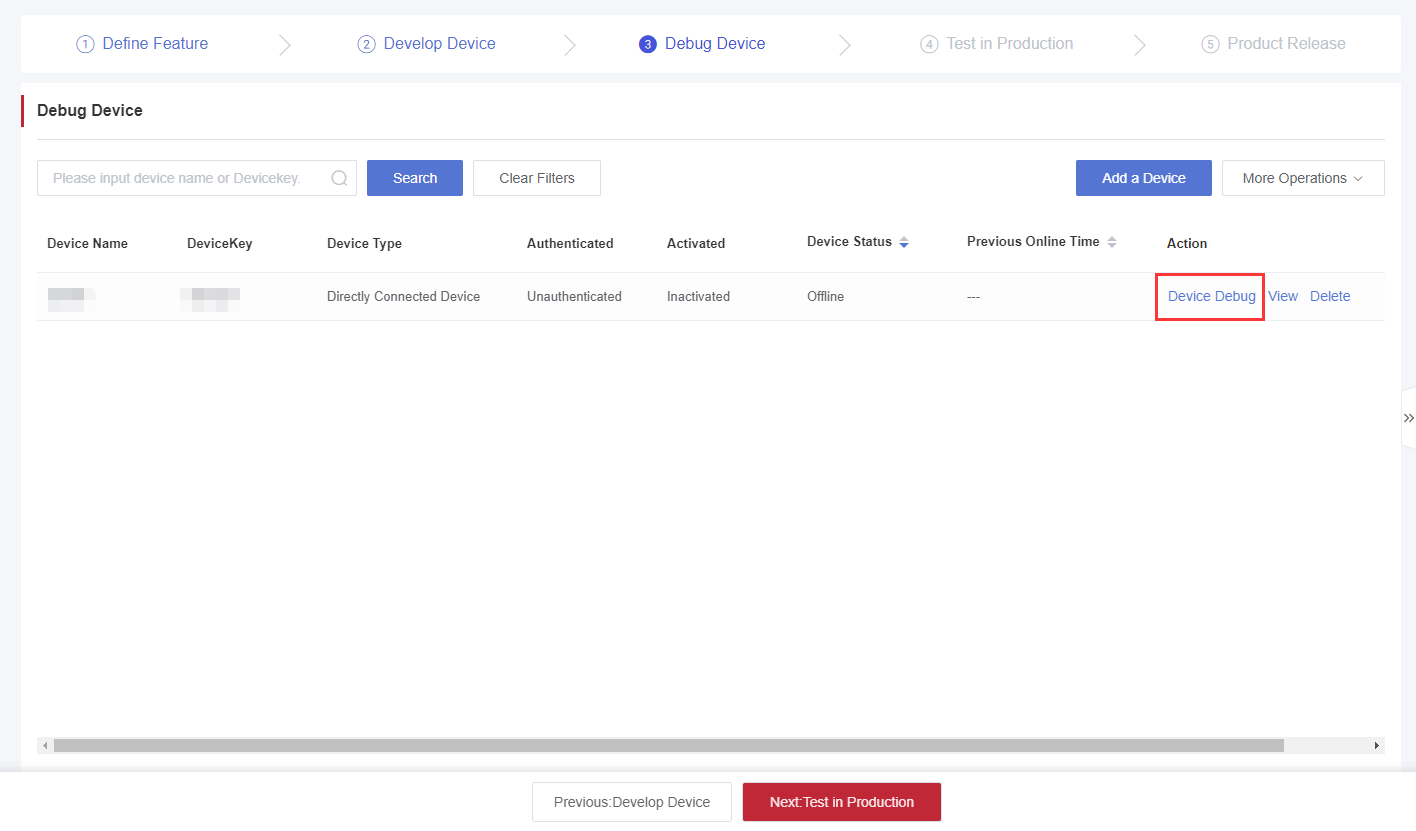 1 Define Feature
2 Develop Device
3 Debug Device
4 Test in Production
5 Product Release
Debug Device
Please input device name or Devicekey.
Search
Clear Filters
Add a Device
More Operations
Device Name DeviceKey Device Type Authenticated Activated Device Status Previous Online Time Action
Directly Connected Device Unauthenticated Inactivated Offline --- Device Debug View Delete
Previous:Develop Device
Next:Test in Production